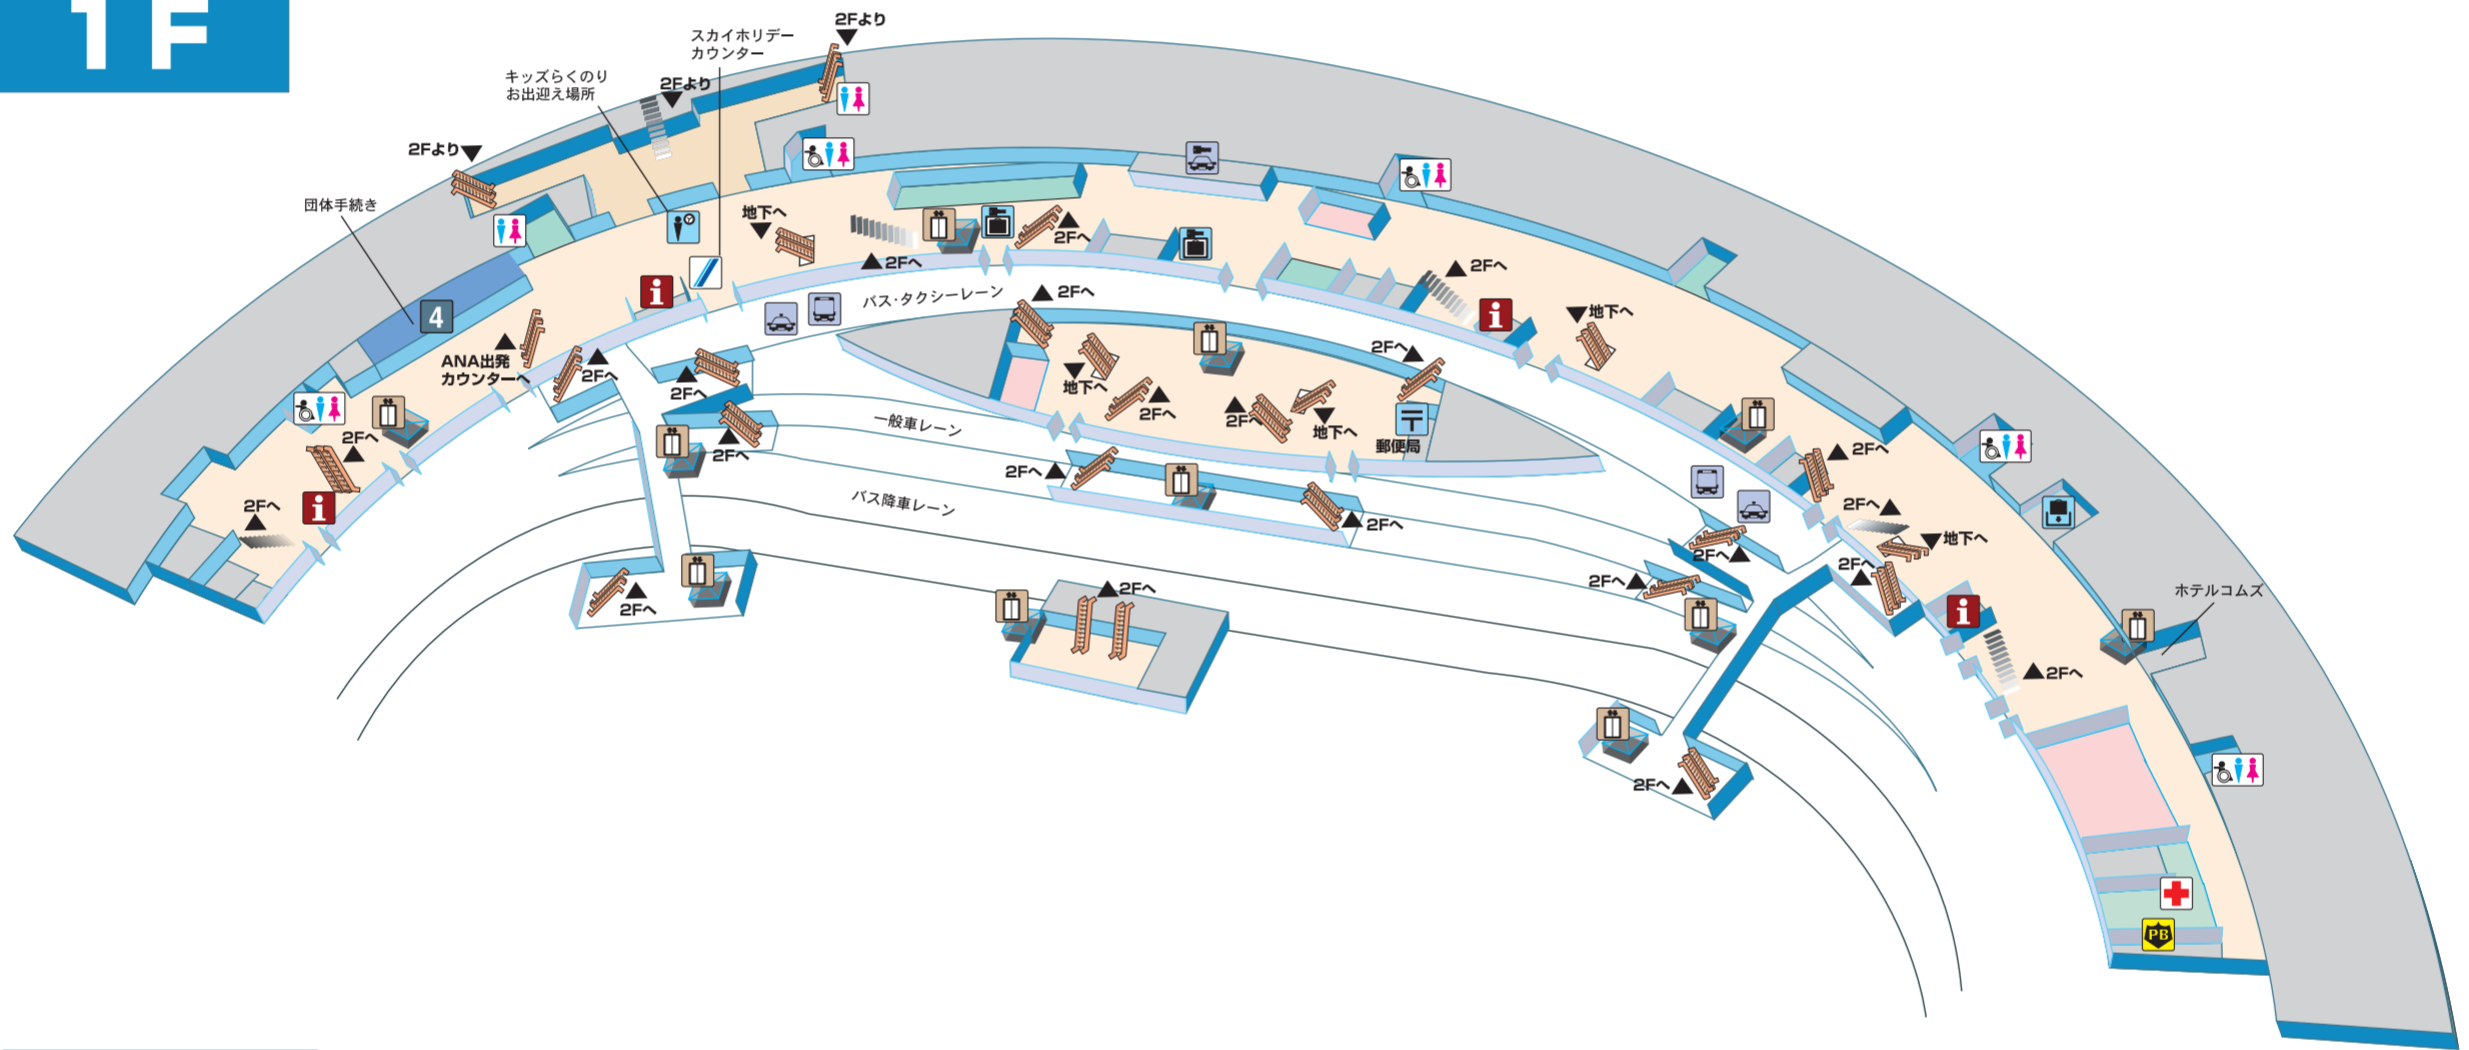 1F
2Fより
スカイホリデー
カウンター
キッズらくのり
お出迎え場所
2Fより
2Fより
団体手続き
地下へ
2Fへ
2Fへ
2Fへ
地下へ
バス・タクシーレーン
2Fへ
4
ANA出発
カウンターへ
2Fへ
2Fへ
2Fへ
地下へ
2Fへ
2Fへ
地下へ
〒
郵便局
一般車レーン
2Fへ
2Fへ
2Fへ
2Fへ
2Fへ
バス降車レーン
2Fへ
2Fへ
2Fへ
地下へ
2Fへ
2Fへ
2Fへ
2Fへ
2Fへ
2Fへ
ホテルコムズ
2Fへ
2Fへ
PB